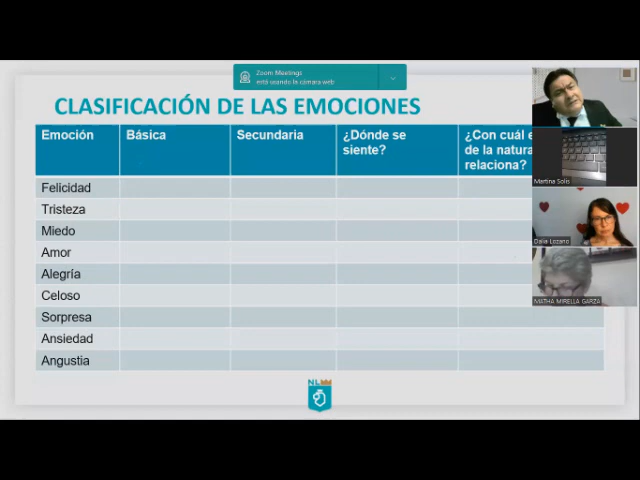 Zoom Meetings
está usando la cámara web
CLASIFICACIÓN DE LAS EMOCIONES
Emoción Básica Secundaria ¿Dónde se siente? ¿Con cuál e de la natura relaciona?
Felicidad
Tristeza
Miedo
Amor
Alegría
Celoso
Sorpresa
Ansiedad
Angustia
Martina Solis
Dalia Lozano
MATHA MIRELLA GARZA
NL